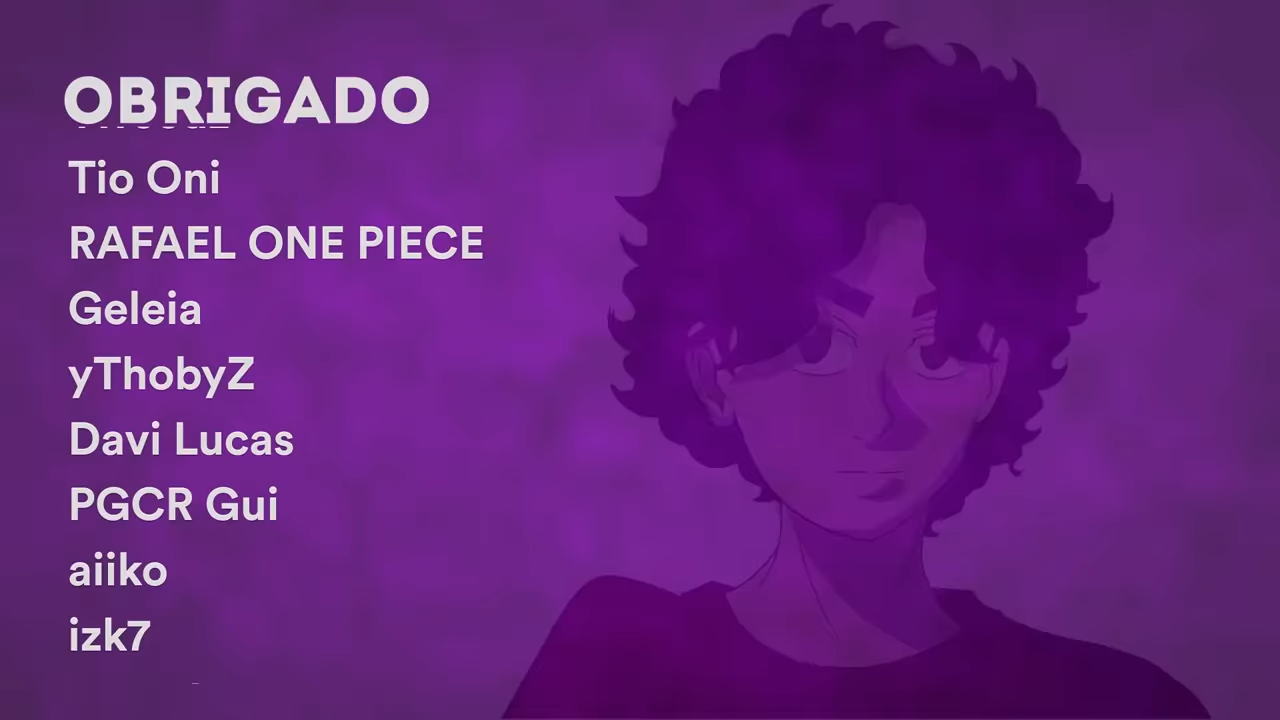 OBRIGADO
Tio Oni
RAFAEL ONE PIECE
Geleia
yThobyZ
Davi Lucas
PGCR Gui
aiiko
izk7